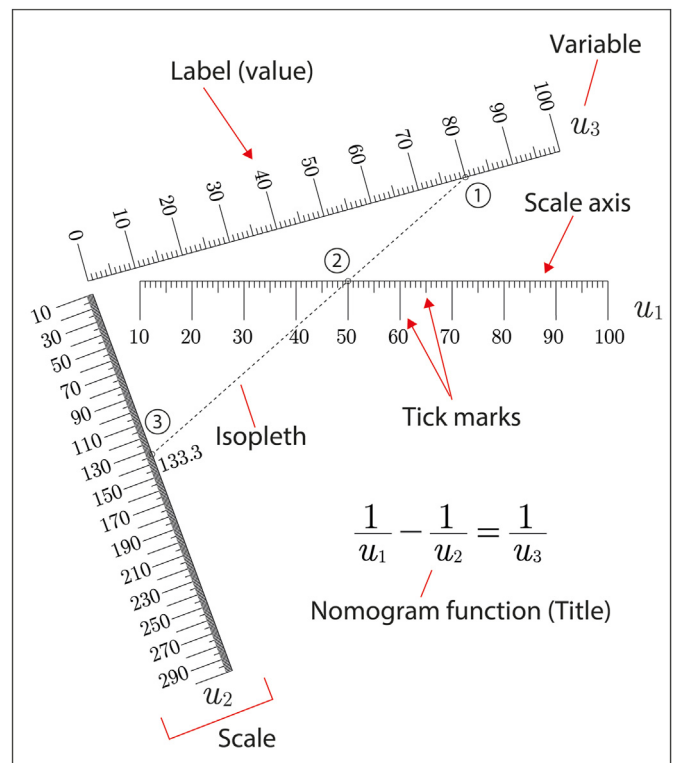 Variable
Label (value)
u₃
0 10 20 30 40 50 60 70 80 90 100
①
Scale axis
②
u₁
10 20 30 40 50 60 70 80 90 100
10
30
50
70
90
110
130
150
170
190
210
230
250
270
290
③
133.3
Isopleth
Tick marks
1/u₁ − 1/u₂ = 1/u₃
Nomogram function (Title)
u₂
Scale